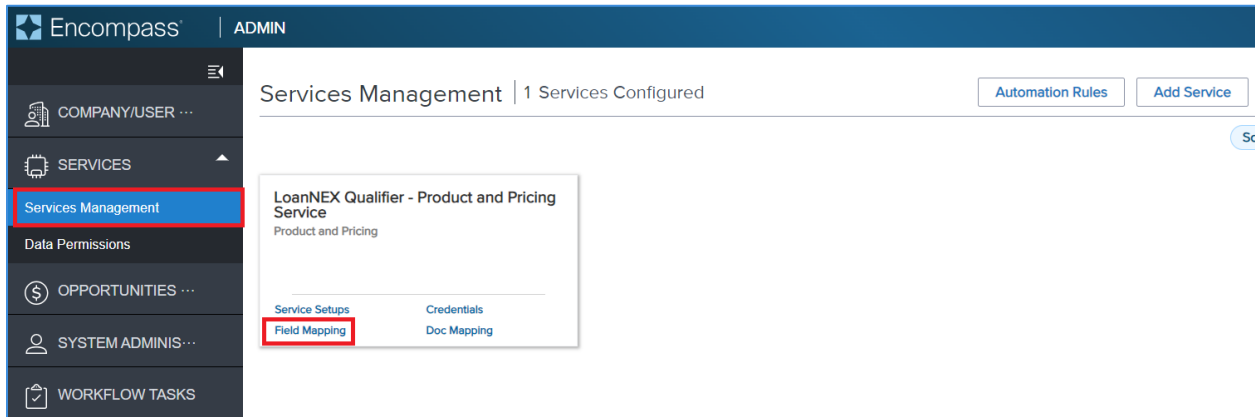 Encompass® | ADMIN
Services Management | 1 Services Configured
Automation Rules
Add Service
COMPANY/USER ···
SERVICES
Services Management
Data Permissions
OPPORTUNITIES ···
SYSTEM ADMINIS···
WORKFLOW TASKS
LoanNEX Qualifier - Product and Pricing
Service
Product and Pricing
Service Setups
Credentials
Field Mapping
Doc Mapping